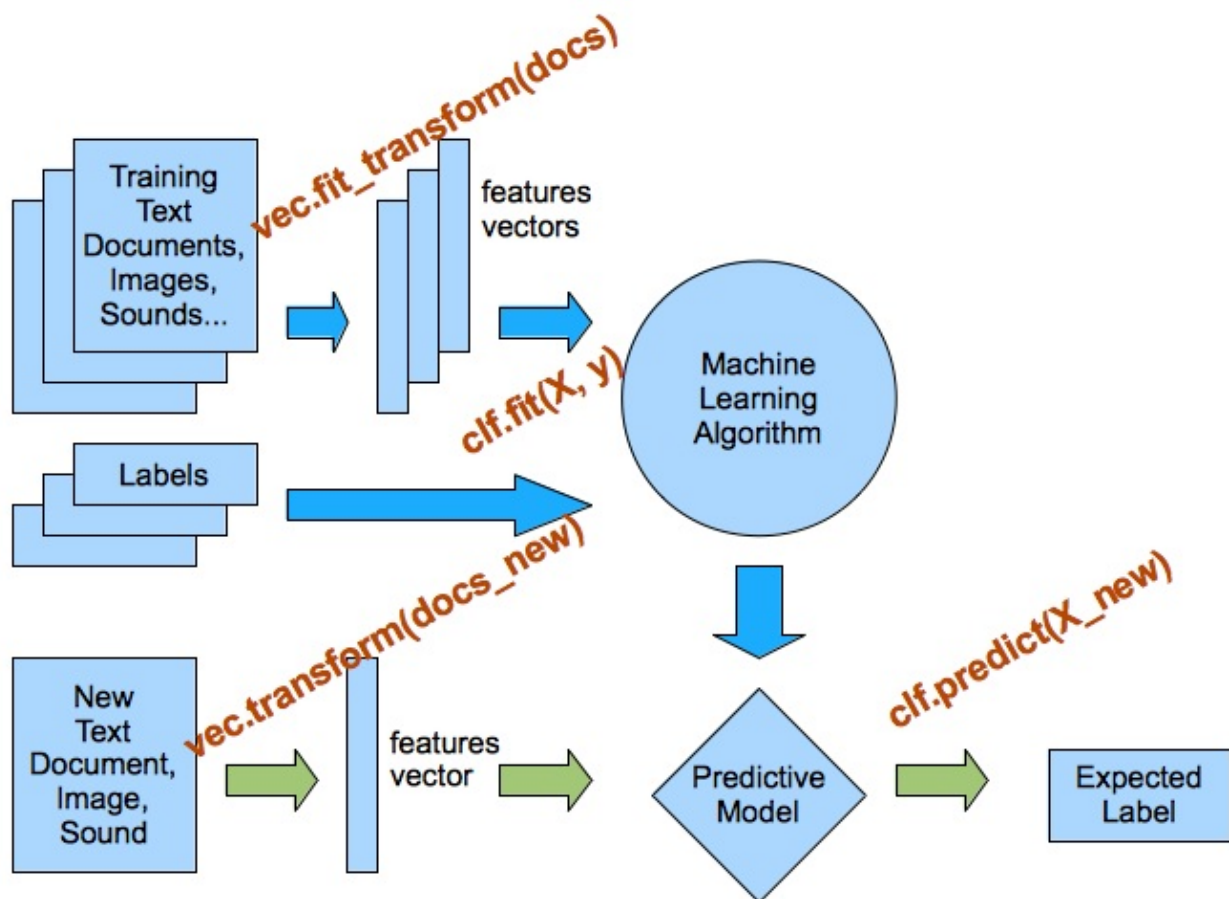 vec.fit_transform(docs)
Training
Text
Documents,
Images,
Sounds...
features
vectors
clf.fit(X, y)
Machine
Learning
Algorithm
Labels
vec.transform(docs_new)
clf.predict(X_new)
New
Text
Document,
Image,
Sound
features
vector
Predictive
Model
Expected
Label